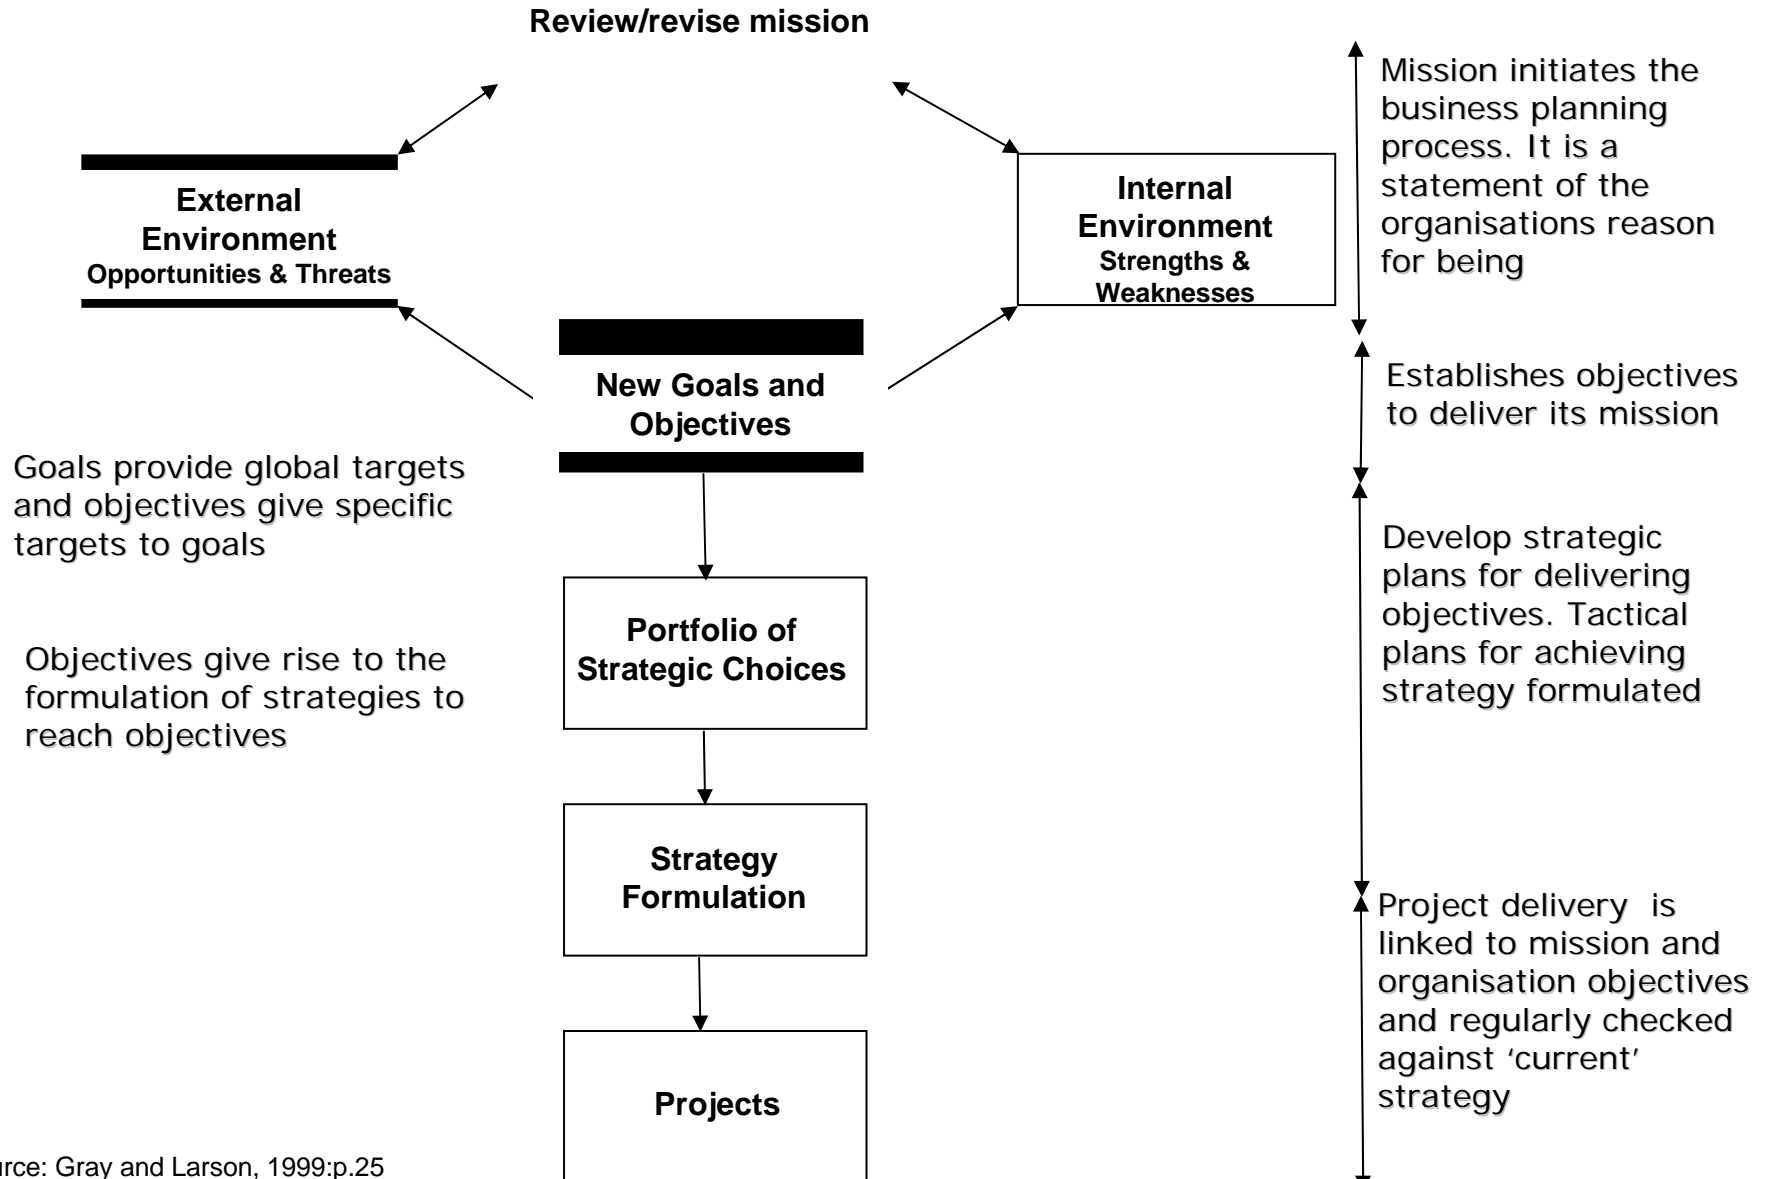 Review/revise mission
External
Environment
Opportunities & Threats
Internal
Environment
Strengths &
Weaknesses
Mission initiates the
business planning
process. It is a
statement of the
organisations reason
for being
New Goals and
Objectives
Establishes objectives
to deliver its mission
Goals provide global targets
and objectives give specific
targets to goals
Portfolio of
Strategic Choices
Develop strategic
plans for delivering
objectives. Tactical
plans for achieving
strategy formulated
Objectives give rise to the
formulation of strategies to
reach objectives
Strategy
Formulation
Project delivery  is
linked to mission and
organisation objectives
and regularly checked
against ‘current’
strategy
Projects
urce: Gray and Larson, 1999:p.25